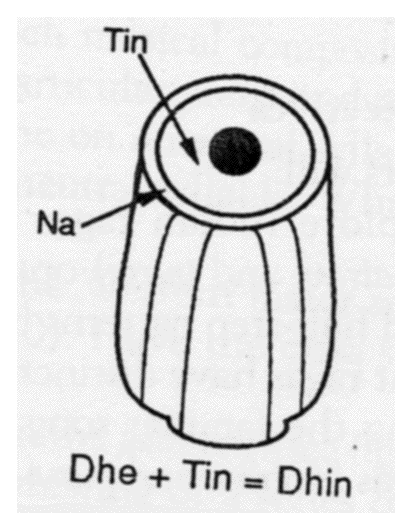 Tin
Na
Dhe + Tin = Dhin